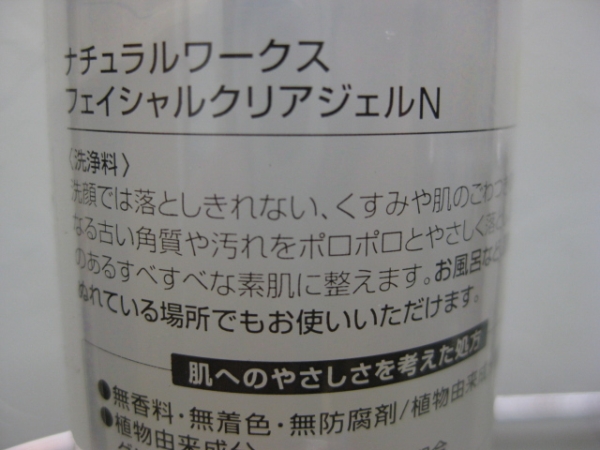 ナチュラルワークス
フェイシャルクリアジェルN
〈洗浄料〉
洗顔では落としきれない、くすみや肌のごわつ
なる古い角質や汚れをポロポロとやさしく落と
のあるすべすべな素肌に整えます。お風呂など
ぬれている場所でもお使いいただけます。
肌へのやさしさを考えた処方
●無香料・無着色・無防腐剤/植物由来成
●植物由来成分